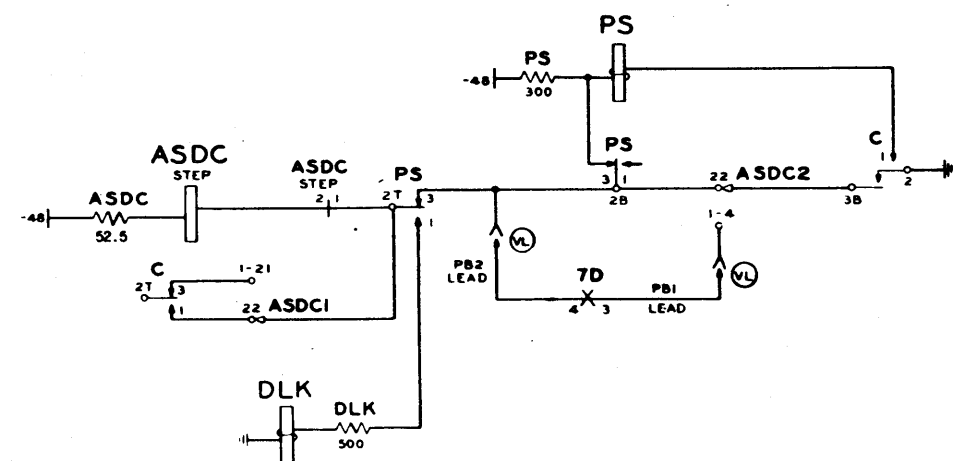 PS
PS
-48
300
C
1
2
PS
3 1
2B
22 ASDC2
3B
1-4
ASDC
STEP
ASDC
STEP
2 1
PS
2T 3
1
ASDC
-48
52.5
C
2T 3
1
1-21
22 ASDC1
VL
PB2
LEAD
7D
4 3
PB1
LEAD
VL
DLK
DLK
500